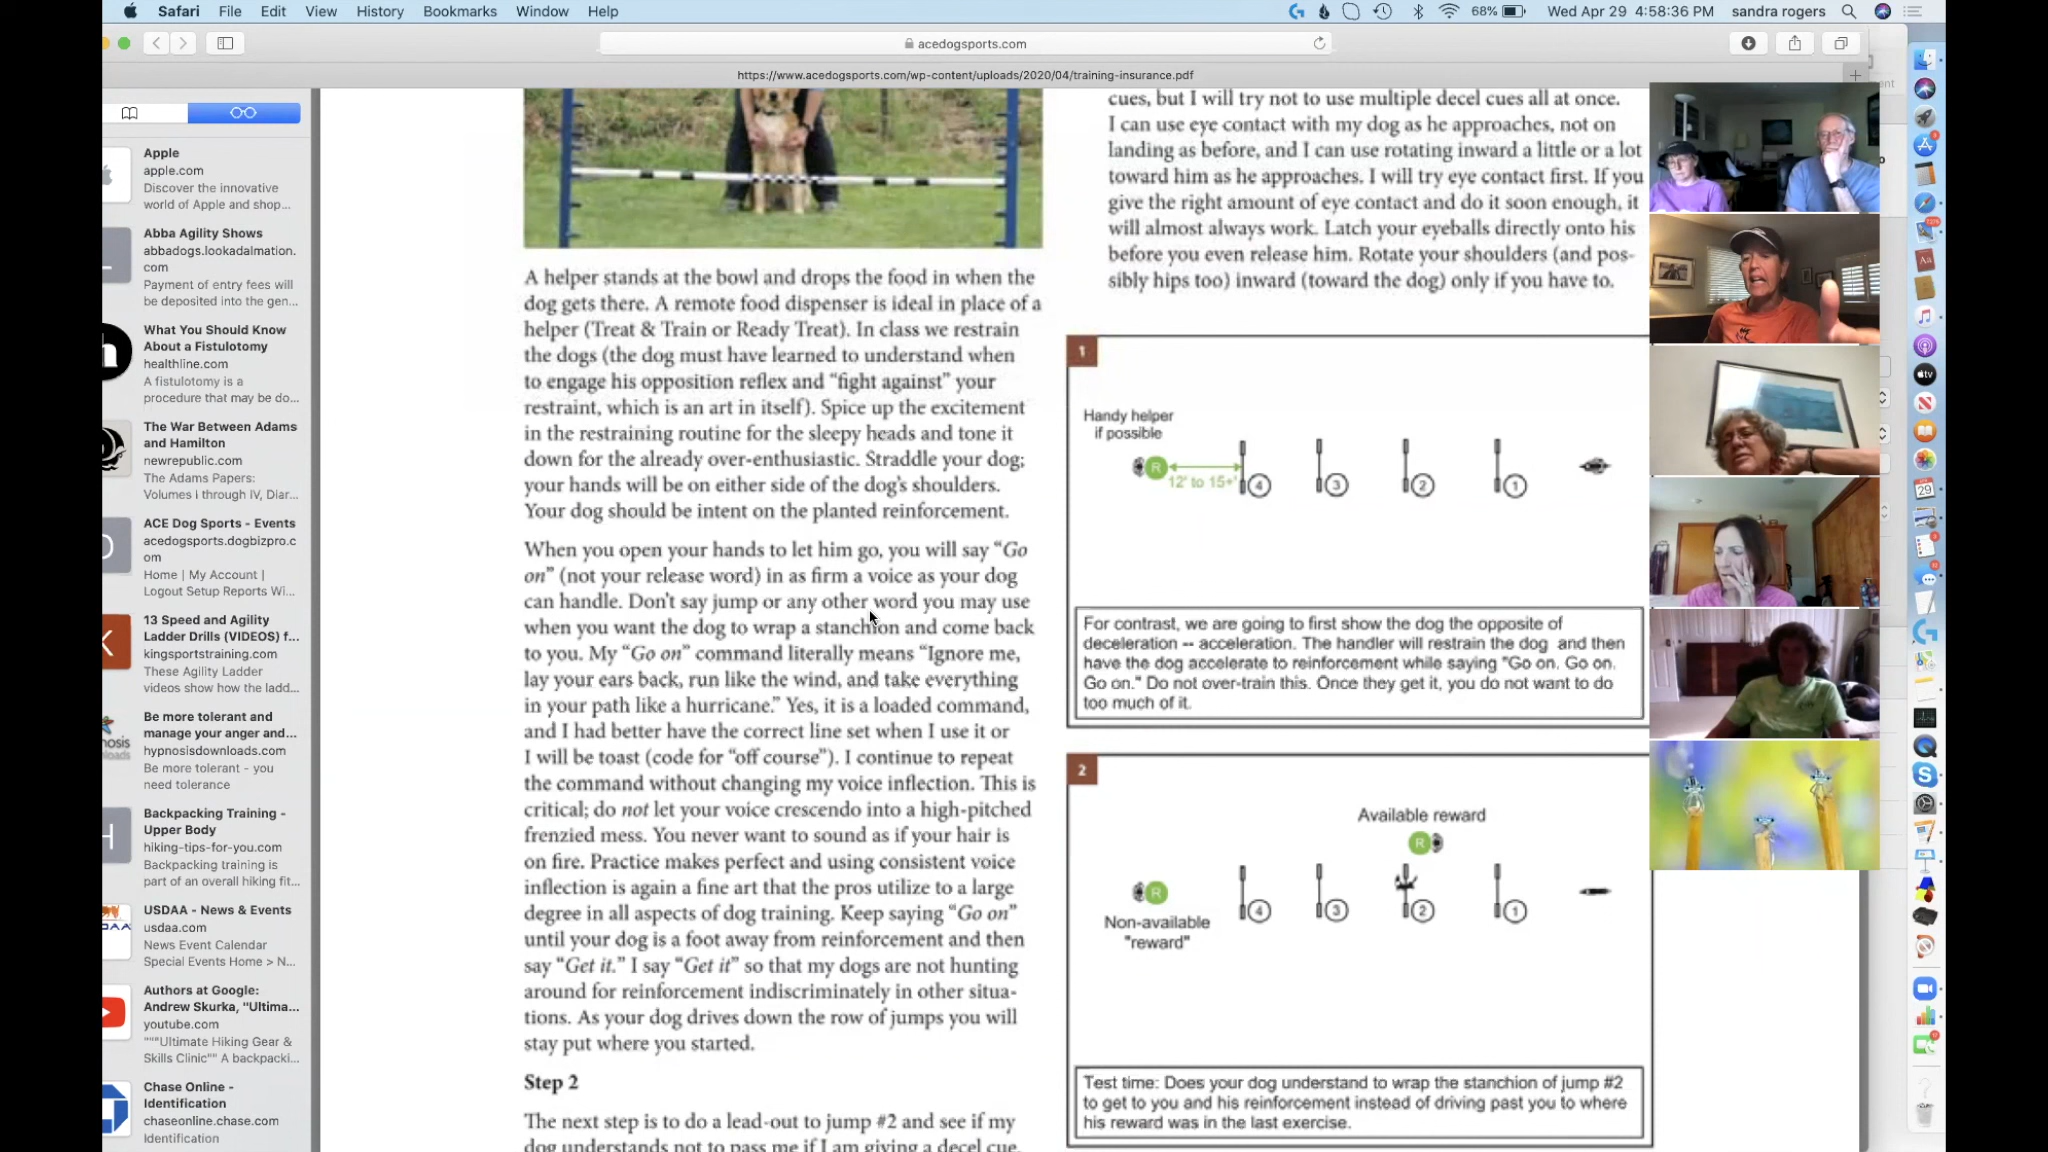 Safari File Edit View History Bookmarks Window Help
68% Wed Apr 29 4:58:36 PM sandra rogers
acedogsports.com
https://www.acedogsports.com/wp-content/uploads/2020/04/training-insurance.pdf
Apple
apple.com
Discover the innovative
world of Apple and shop...
Abba Agility Shows
abbadogs.lookadalmation.
com
Payment of entry fees will
be deposited into the gen...
What You Should Know
About a Fistulotomy
healthline.com
A fistulotomy is a
procedure that may be do...
The War Between Adams
and Hamilton
newrepublic.com
The Adams Papers:
Volumes I through IV, Diar...
ACE Dog Sports - Events
acedogsports.dogbizpro.c
om
Home | My Account |
Logout Setup Reports Wi...
13 Speed and Agility
Ladder Drills (VIDEOS) f...
kingsportstraining.com
These Agility Ladder
videos show how the ladd...
Be more tolerant and
manage your anger and...
hypnosisdownloads.com
Be more tolerant - you
need tolerance
Backpacking Training -
Upper Body
hiking-tips-for-you.com
Backpacking training is
part of an overall hiking fit...
USDAA - News & Events
usdaa.com
News Event Calendar
Special Events Home > N...
Authors at Google:
Andrew Skurka, "Ultima...
youtube.com
"""Ultimate Hiking Gear &
Skills Clinic"" A backpacki...
Chase Online -
Identification
chaseonline.chase.com
Identification
A helper stands at the bowl and drops the food in when the
dog gets there. A remote food dispenser is ideal in place of a
helper (Treat & Train or Ready Treat). In class we restrain
the dogs (the dog must have learned to understand when
to engage his opposition reflex and “fight against” your
restraint, which is an art in itself). Spice up the excitement
in the restraining routine for the sleepy heads and tone it
down for the already over-enthusiastic. Straddle your dog;
your hands will be on either side of the dog’s shoulders.
Your dog should be intent on the planted reinforcement.
When you open your hands to let him go, you will say “Go
on” (not your release word) in as firm a voice as your dog
can handle. Don’t say jump or any other word you may use
when you want the dog to wrap a stanchion and come back
to you. My “Go on” command literally means “Ignore me,
lay your ears back, run like the wind, and take everything
in your path like a hurricane.” Yes, it is a loaded command,
and I had better have the correct line set when I use it or
I will be toast (code for “off course”). I continue to repeat
the command without changing my voice inflection. This is
critical; do not let your voice crescendo into a high-pitched
frenzied mess. You never want to sound as if your hair is
on fire. Practice makes perfect and using consistent voice
inflection is again a fine art that the pros utilize to a large
degree in all aspects of dog training. Keep saying “Go on”
until your dog is a foot away from reinforcement and then
say “Get it.” I say “Get it” so that my dogs are not hunting
around for reinforcement indiscriminately in other situa-
tions. As your dog drives down the row of jumps you will
stay put where you started.
Step 2
The next step is to do a lead-out to jump #2 and see if my
dog understands not to pass me if I am giving a decel cue.
cues, but I will try not to use multiple decel cues all at once.
I can use eye contact with my dog as he approaches, not on
landing as before, and I can use rotating inward a little or a lot
toward him as he approaches. I will try eye contact first. If you
give the right amount of eye contact and do it soon enough, it
will almost always work. Latch your eyeballs directly onto his
before you even release him. Rotate your shoulders (and pos-
sibly hips too) inward (toward the dog) only if you have to.
1
Handy helper
if possible
R
12' to 15+'
4 3 2 1
For contrast, we are going to first show the dog the opposite of
deceleration -- acceleration. The handler will restrain the dog and then
have the dog accelerate to reinforcement while saying "Go on. Go on.
Go on." Do not over-train this. Once they get it, you do not want to do
too much of it.
2
Available reward
R
R
Non-available
"reward"
4 3 2 1
Test time: Does your dog understand to wrap the stanchion of jump #2
to get to you and his reinforcement instead of driving past you to where
his reward was in the last exercise.